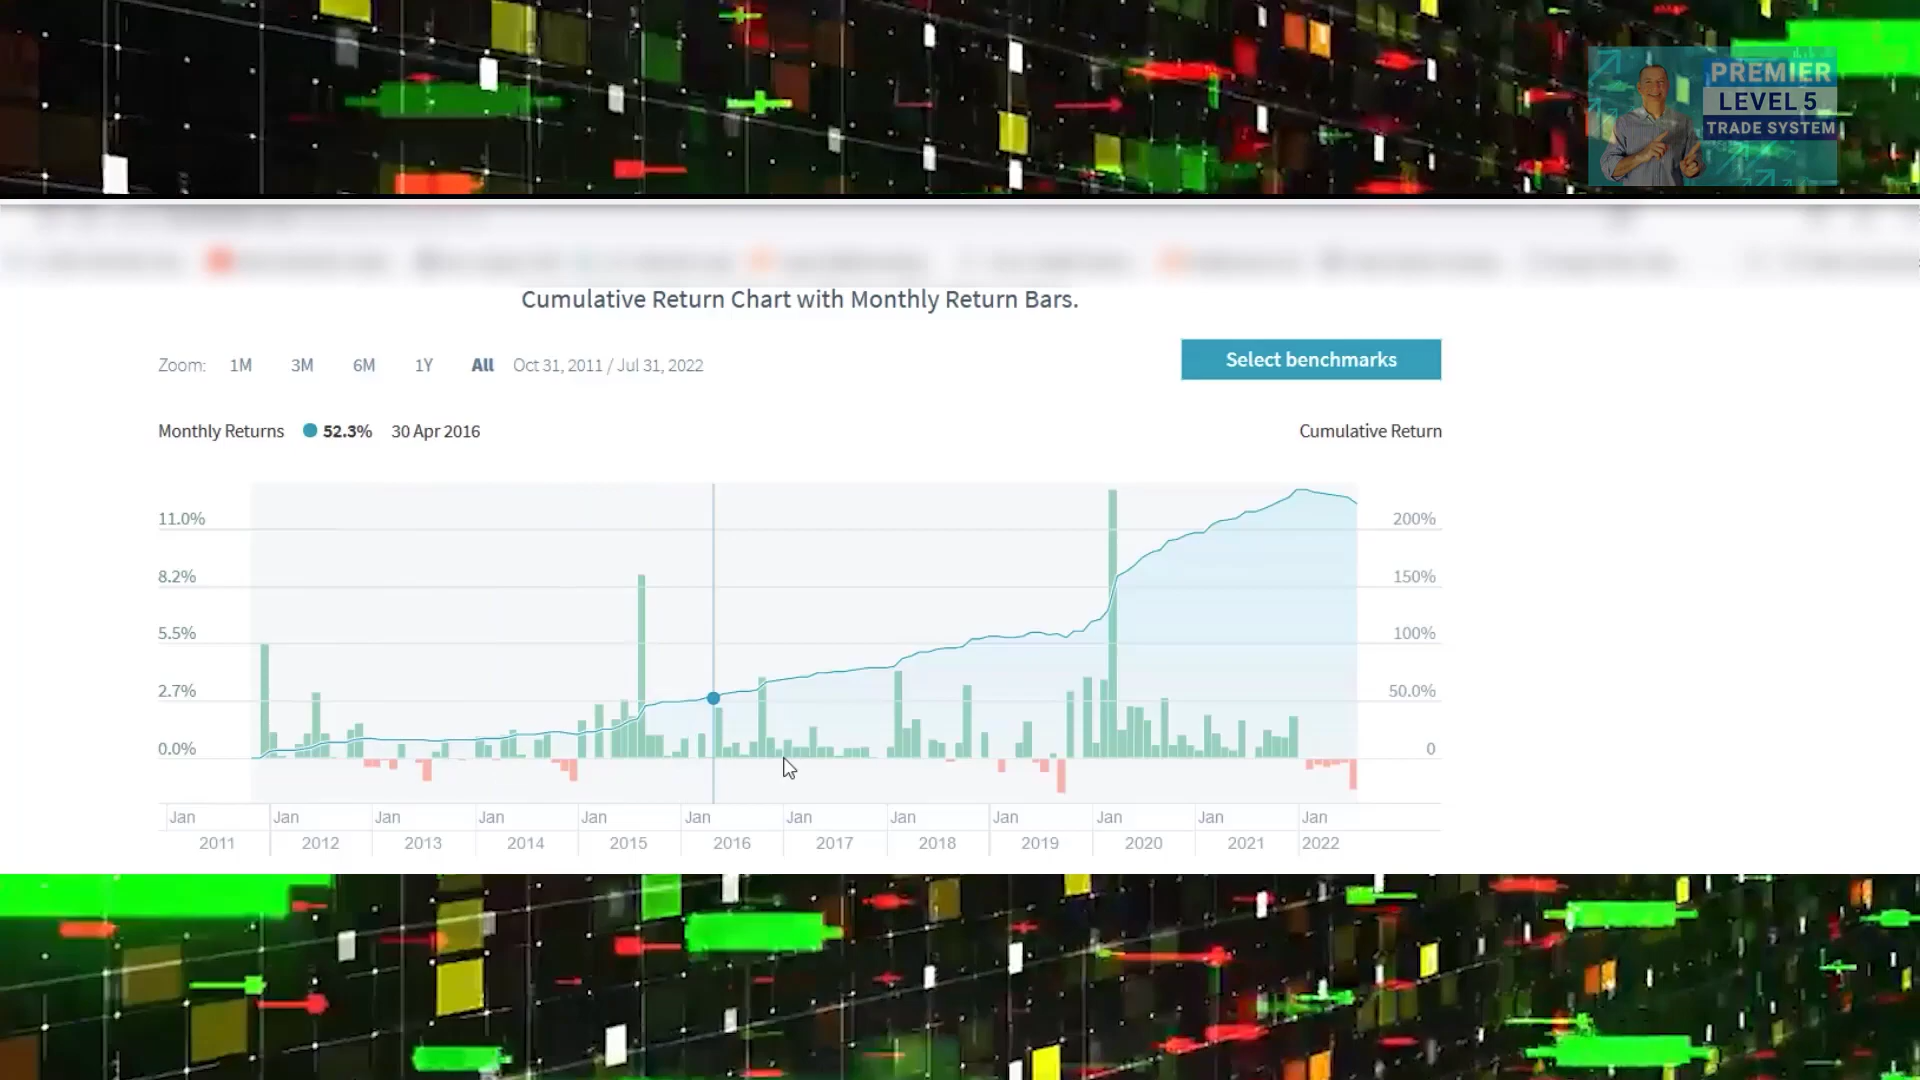 PREMIER
LEVEL 5
TRADE SYSTEM
Cumulative Return Chart with Monthly Return Bars.
Zoom: 1M 3M 6M 1Y All Oct 31, 2011 / Jul 31, 2022
Select benchmarks
Monthly Returns 52.3% 30 Apr 2016
Cumulative Return
11.0% 200%
8.2% 150%
5.5% 100%
2.7% 50.0%
0.0% 0
Jan Jan Jan Jan Jan Jan Jan Jan Jan Jan Jan Jan
2011 2012 2013 2014 2015 2016 2017 2018 2019 2020 2021 2022